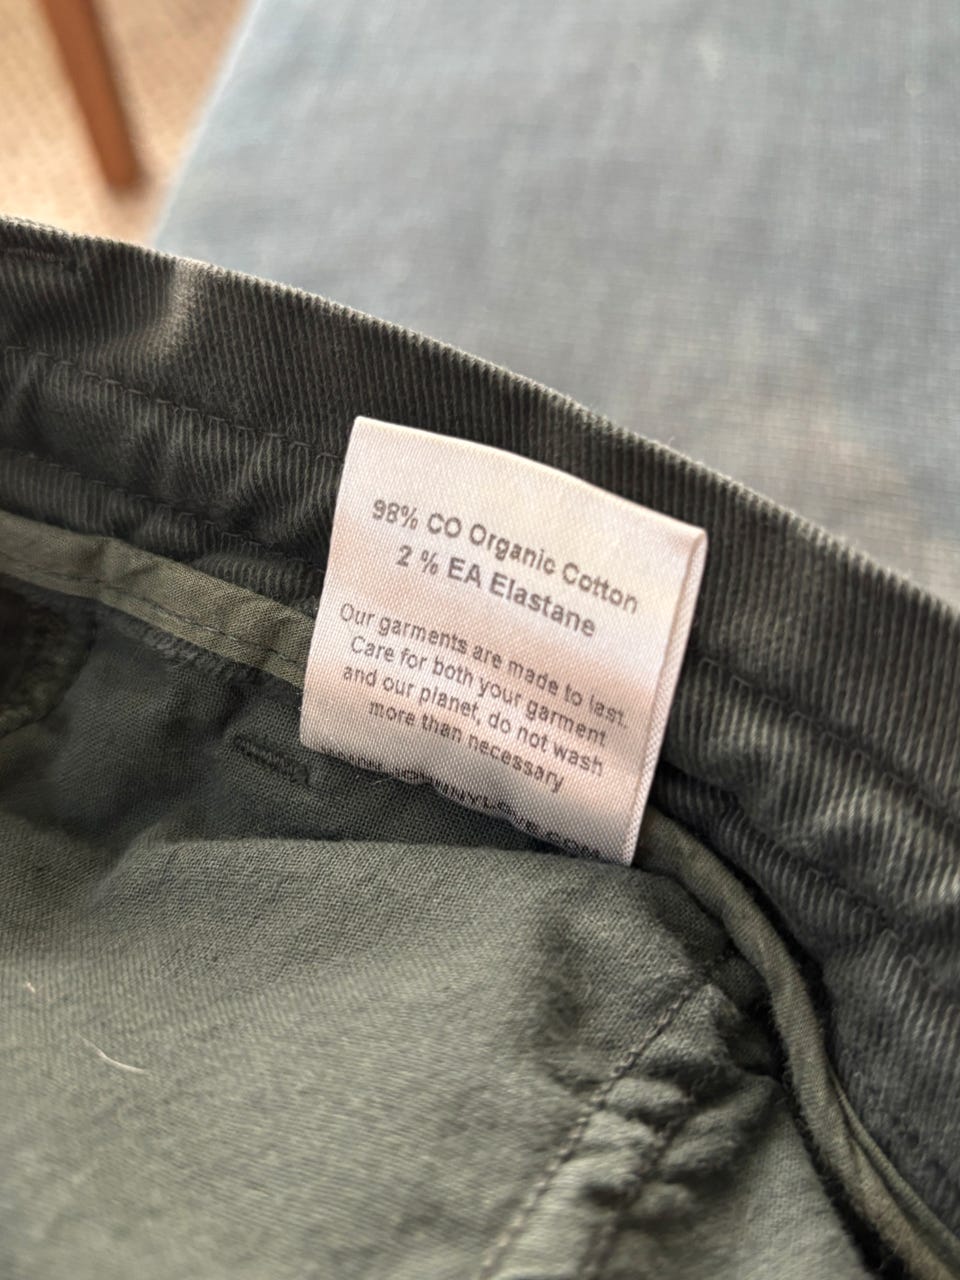 98% CO Organic Cotton
2 % EA Elastane
Our garments are made to last.
Care for both your garment
and our planet, do not wash
more than necessary